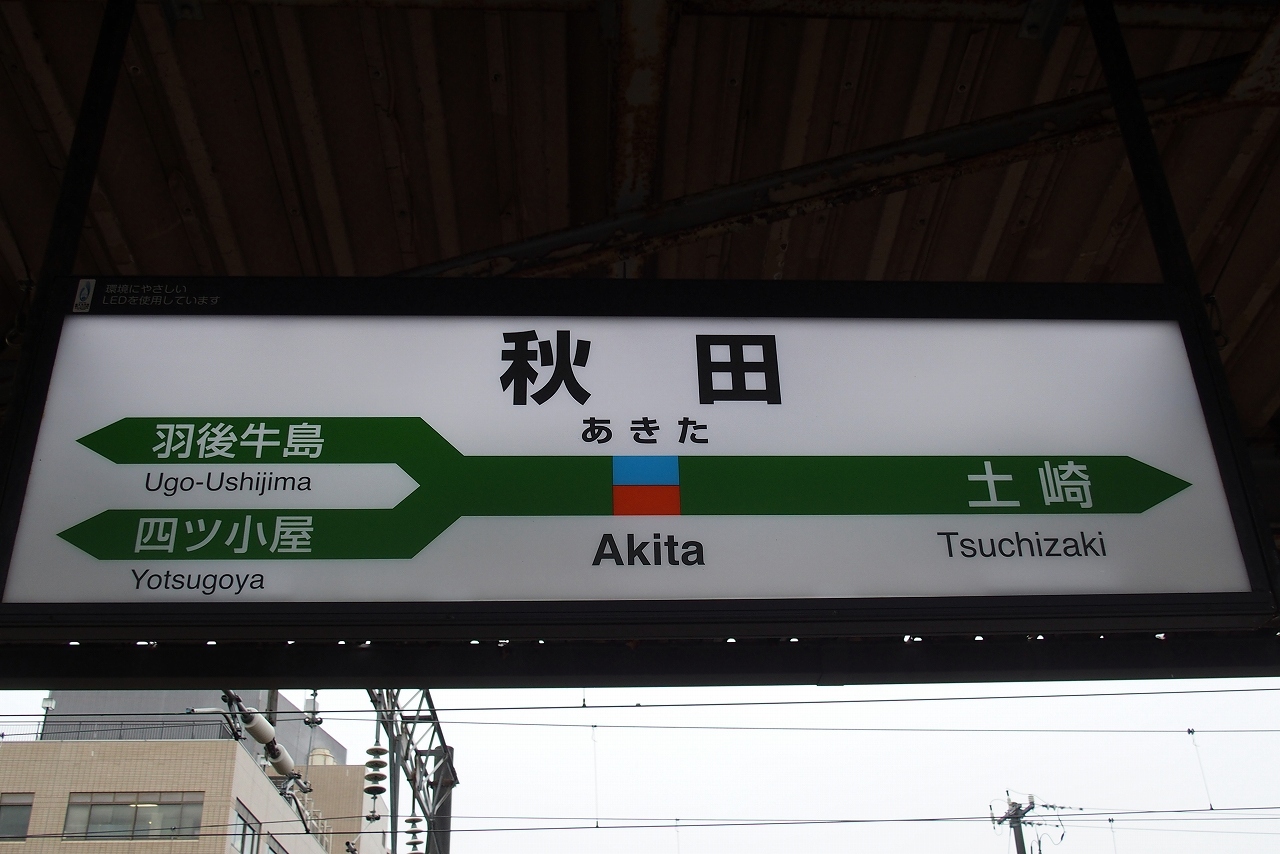 環境にやさしい
LEDを使用しています
秋田
あきた
羽後牛島
Ugo-Ushijima
四ツ小屋
Yotsugoya
Akita
土崎
Tsuchizaki